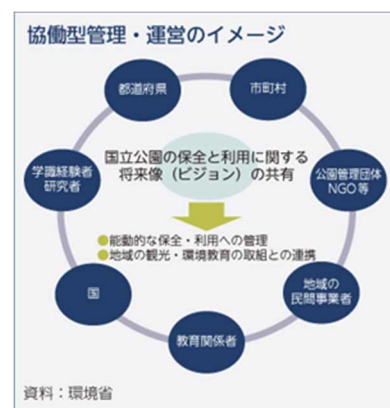 協働型管理・運営のイメージ
都道府県
市町村
学識経験者
研究者
国立公園の保全と利用に関する
将来像（ビジョン）の共有
公園管理団体
NGO等
●能動的な保全・利用への管理
●地域の観光・環境教育の取組との連携
国
地域の
民間事業者
教育関係者
資料：環境省